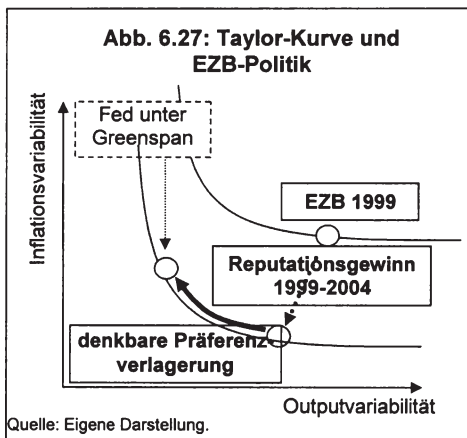 Abb. 6.27: Taylor-Kurve und
EZB-Politik
Inflationsvariabilität
Fed unter
Greenspan
EZB 1999
Reputationsgewinn
1999-2004
denkbare Präferenz-
verlagerung
Outputvariabilität
Quelle: Eigene Darstellung.